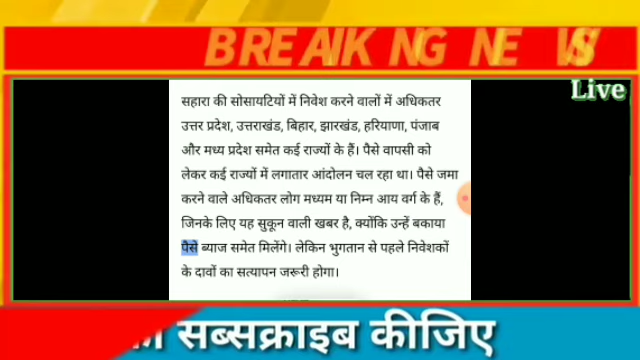 BREAKING NEWS
Live
सहारा की सोसायटियों में निवेश करने वालों में अधिकतर
उत्तर प्रदेश, उत्तराखंड, बिहार, झारखंड, हरियाणा, पंजाब
और मध्य प्रदेश समेत कई राज्यों के हैं। पैसे वापसी को
लेकर कई राज्यों में लगातार आंदोलन चल रहा था। पैसे जमा
करने वाले अधिकतर लोग मध्यम या निम्न आय वर्ग के हैं,
जिनके लिए यह सुकून वाली खबर है, क्योंकि उन्हें बकाया
पैसे ब्याज समेत मिलेंगे। लेकिन भुगतान से पहले निवेशकों
के दावों का सत्यापन जरूरी होगा।
सब्सक्राइब कीजिए